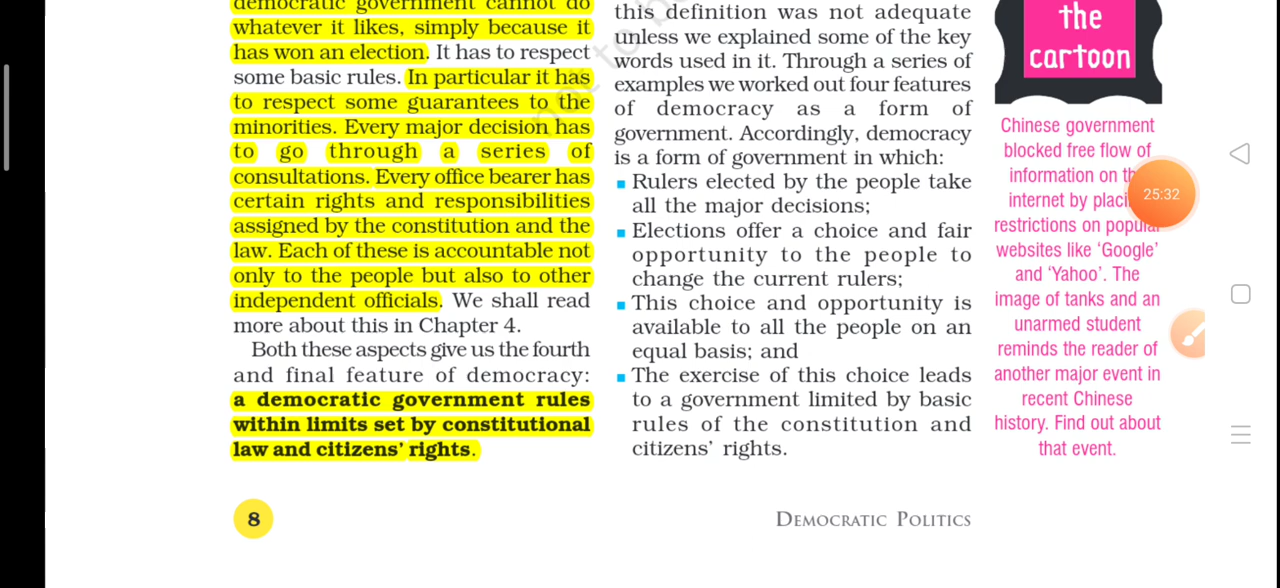 democratic government cannot do
whatever it likes, simply because it
has won an election. It has to respect
some basic rules. In particular it has
to respect some guarantees to the
minorities. Every major decision has
to go through a series of
consultations. Every office bearer has
certain rights and responsibilities
assigned by the constitution and the
law. Each of these is accountable not
only to the people but also to other
independent officials. We shall read
more about this in Chapter 4.
Both these aspects give us the fourth
and final feature of democracy:
a democratic government rules
within limits set by constitutional
law and citizens' rights.
8
this definition was not adequate
unless we explained some of the key
words used in it. Through a series of
examples we worked out four features
of democracy as a form of
government. Accordingly, democracy
is a form of government in which:
▪ Rulers elected by the people take
all the major decisions;
▪ Elections offer a choice and fair
opportunity to the people to
change the current rulers;
▪ This choice and opportunity is
available to all the people on an
equal basis; and
▪ The exercise of this choice leads
to a government limited by basic
rules of the constitution and
citizens' rights.
DEMOCRATIC POLITICS
the
cartoon
Chinese government
blocked free flow of
information on
internet by
restrictions on popular
websites like 'Google'
and 'Yahoo'. The
image of tanks and an
unarmed student
reminds the reader of
another major event in
recent Chinese
history. Find out about
that event.
25:32